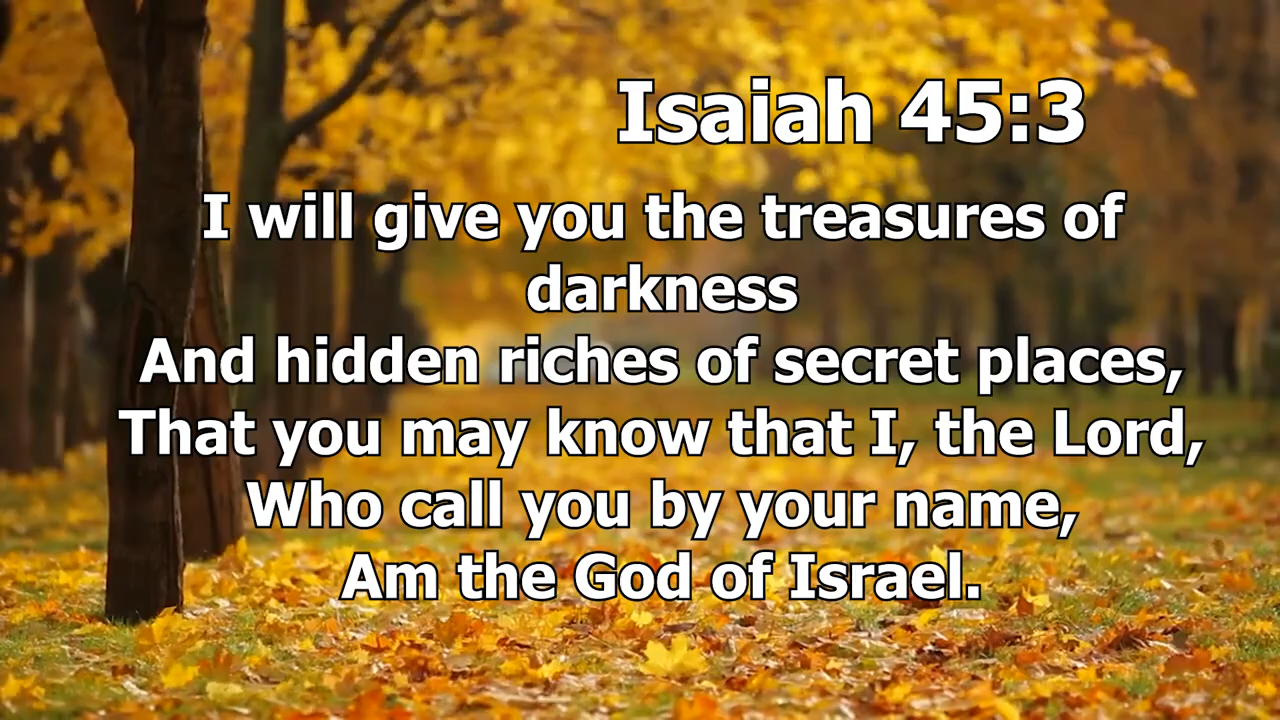 Isaiah 45:3
I will give you the treasures of
darkness
And hidden riches of secret places,
That you may know that I, the Lord,
Who call you by your name,
Am the God of Israel.